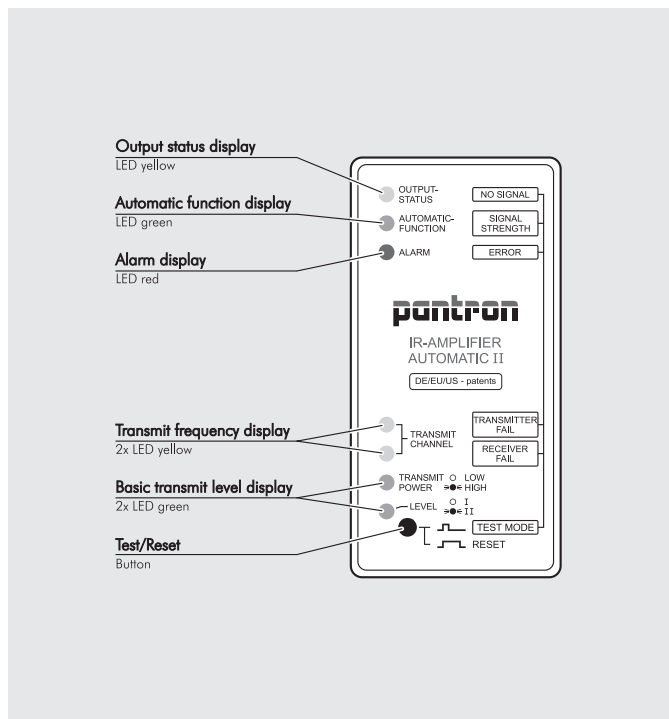 Output status display
LED yellow
Automatic function display
LED green
Alarm display
LED red
Transmit frequency display
2x LED yellow
Basic transmit level display
2x LED green
Test/Reset
Button
OUTPUT-
STATUS
NO SIGNAL
AUTOMATIC-
FUNCTION
SIGNAL
STRENGTH
ALARM
ERROR
pantron
IR-AMPLIFIER
AUTOMATIC II
DE/EU/US - patents
TRANSMIT
CHANNEL
TRANSMITTER
FAIL
RECEIVER
FAIL
TRANSMIT
POWER
LOW
HIGH
LEVEL
I
II
TEST MODE
RESET